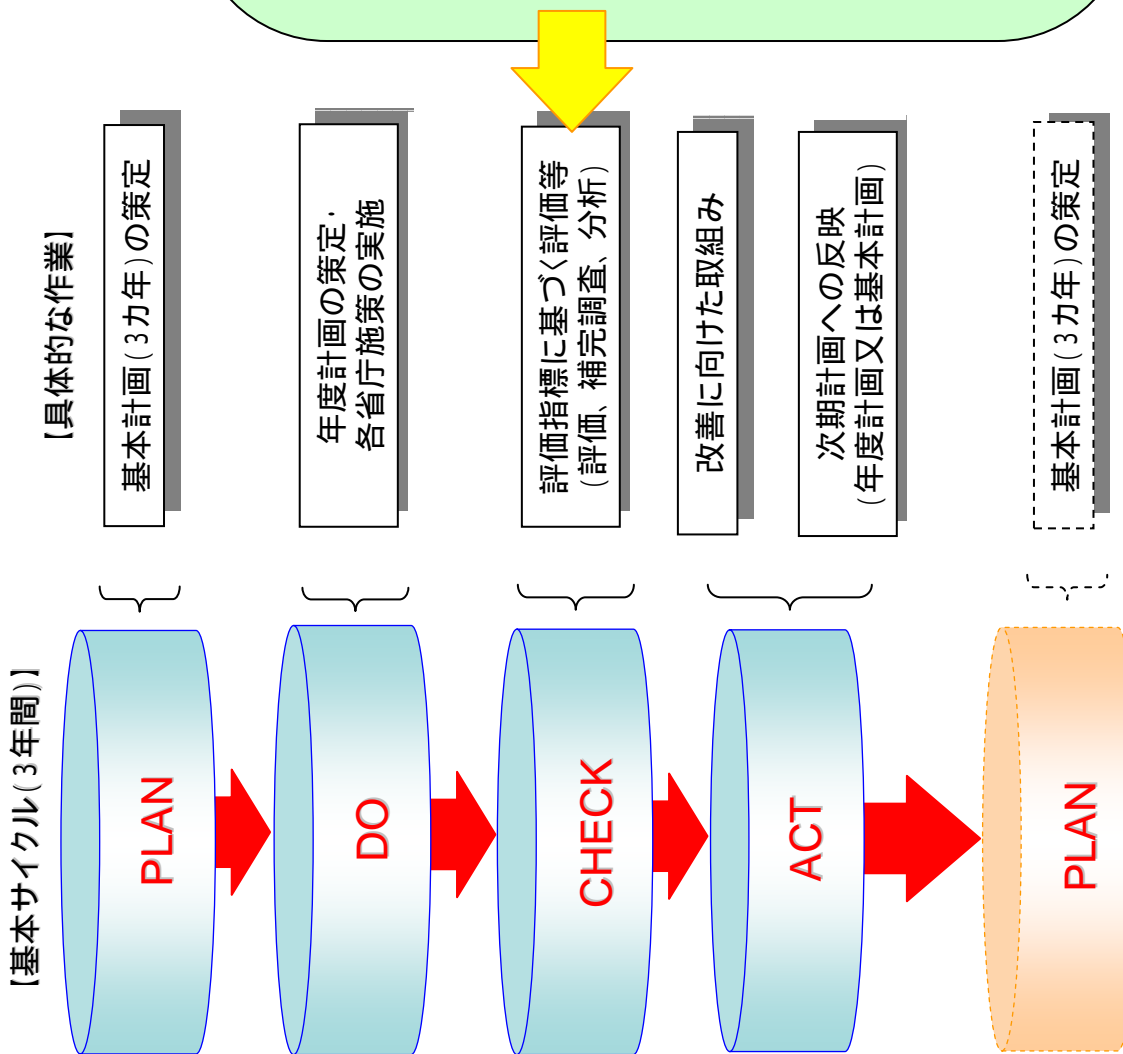 【基本サイクル(3年間)】
PLAN
DO
CHECK
ACT
PLAN
【具体的な作業】
基本計画(3カ年)の策定
年度計画の策定・
各省庁施策の実施
評価指標に基づく評価等
(評価、補完調査、分析)
改善に向けた取組み
次期計画への反映
(年度計画又は基本計画)
基本計画(3カ年)の策定